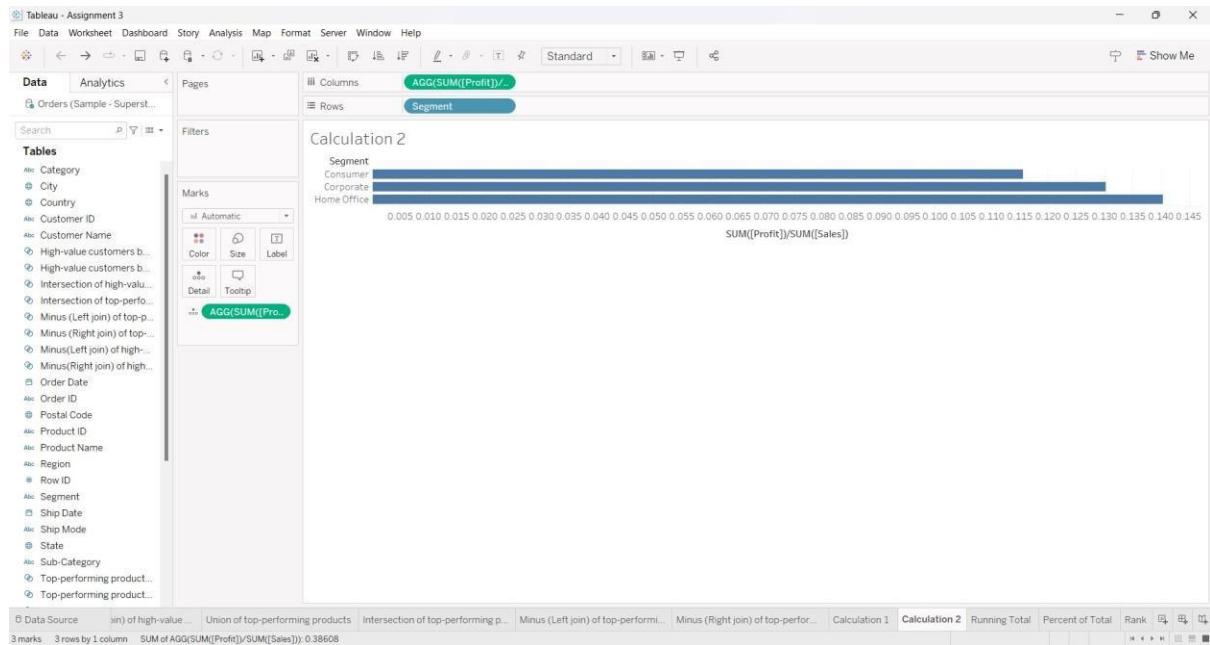 Tableau - Assignment 3
File Data Worksheet Dashboard Story Analysis Map Format Server Window Help
Standard
Show Me
Data Analytics
Orders (Sample - Superst...
Search
Tables
Abc Category
City
Country
Abc Customer ID
Abc Customer Name
High-value customers b...
High-value customers b...
Intersection of high-valu...
Intersection of top-perfo...
Minus (Left join) of top-p...
Minus (Right join) of top-...
Minus(Left join) of high-...
Minus(Right join) of high...
Order Date
Abc Order ID
Postal Code
Abc Product ID
Abc Product Name
Abc Region
# Row ID
Abc Segment
Ship Date
Abc Ship Mode
State
Abc Sub-Category
Top-performing product...
Top-performing product...
Pages
Filters
Marks
Automatic
Color Size Label
Detail Tooltip
AGG(SUM([Pro..
Columns AGG(SUM([Profit])/..
Rows Segment
Calculation 2
Segment
Consumer
Corporate
Home Office
0.005 0.010 0.015 0.020 0.025 0.030 0.035 0.040 0.045 0.050 0.055 0.060 0.065 0.070 0.075 0.080 0.085 0.090 0.095 0.100 0.105 0.110 0.115 0.120 0.125 0.130 0.135 0.140 0.145
SUM([Profit])/SUM([Sales])
Data Source oin) of high-value ... Union of top-performing products Intersection of top-performing p... Minus (Left join) of top-performi... Minus (Right join) of top-perfor... Calculation 1 Calculation 2 Running Total Percent of Total Rank
3 marks 3 rows by 1 column SUM of AGG(SUM([Profit])/SUM([Sales])): 0.38608